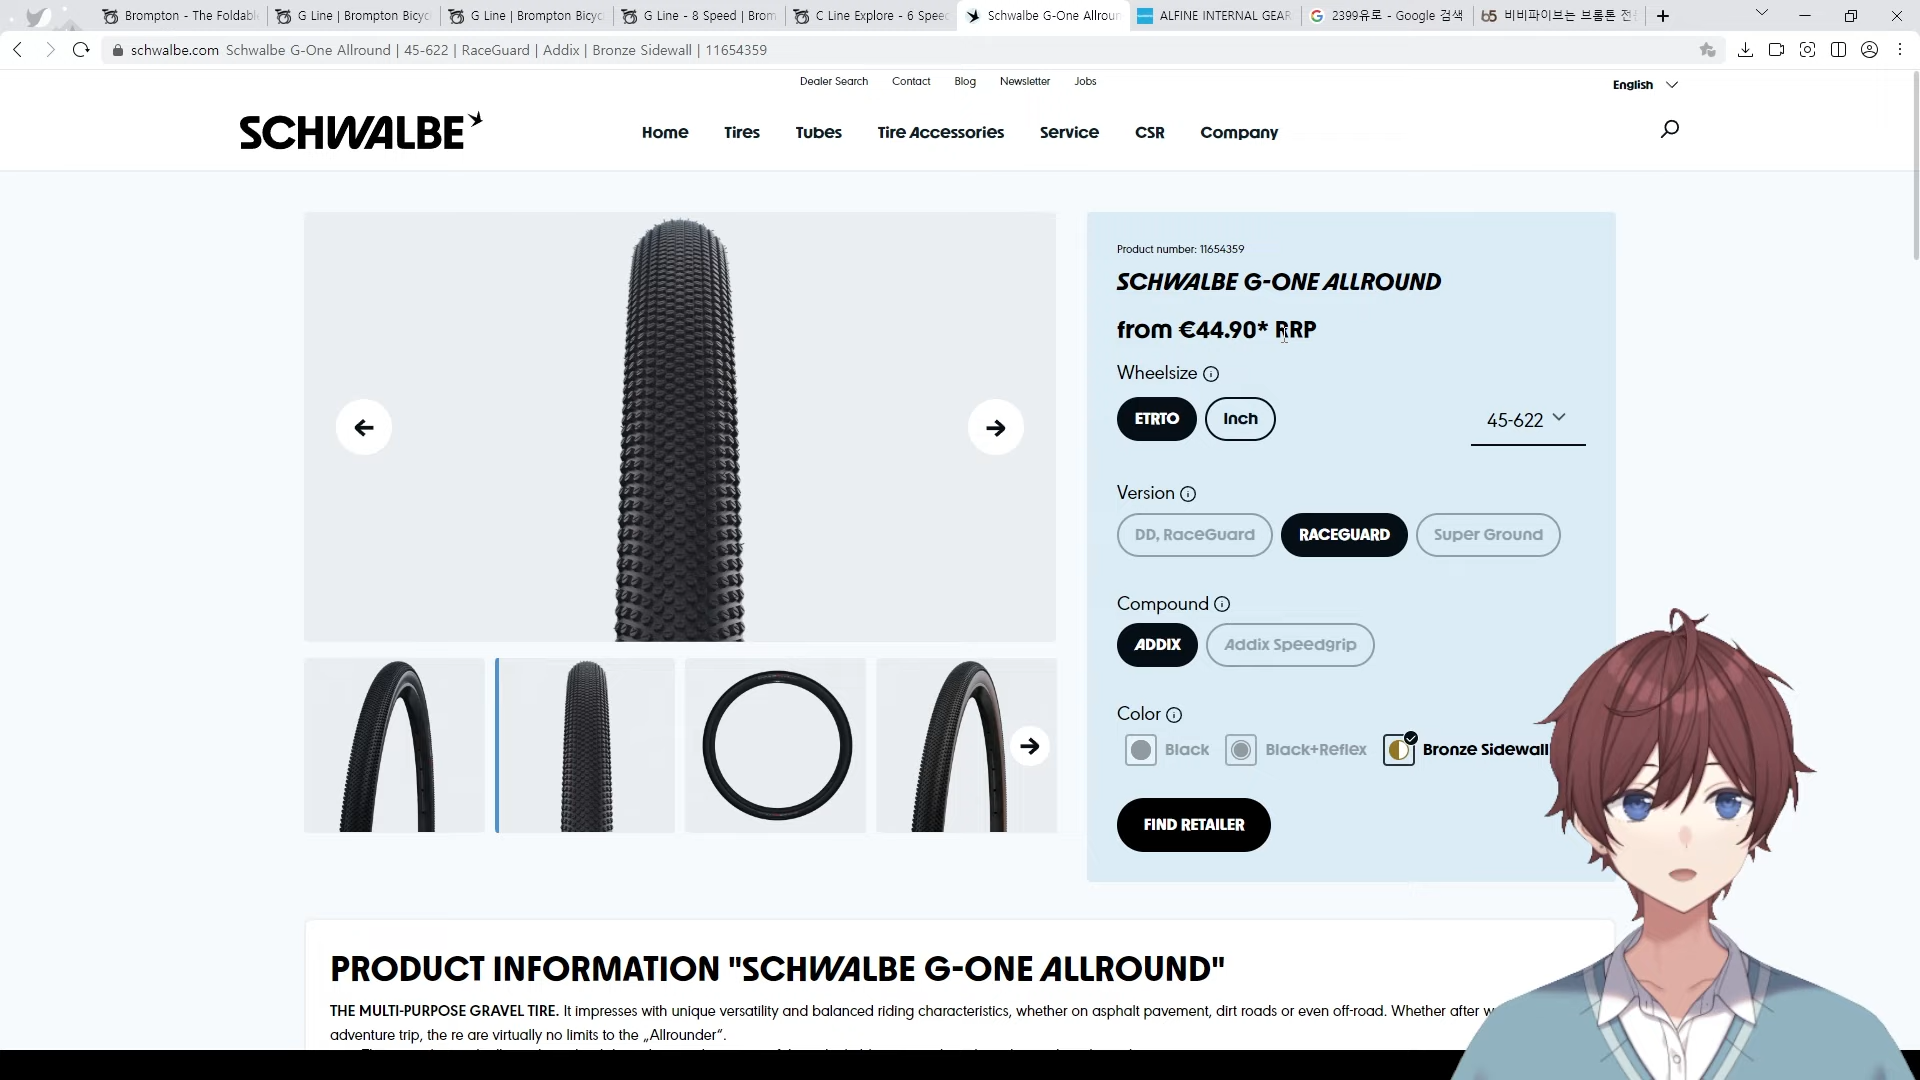 Brompton - The Foldabl
G Line | Brompton Bicyc
G Line | Brompton Bicyc
G Line - 8 Speed | Brom
C Line Explore - 6 Spee
Schwalbe G-One Allroun
ALFINE INTERNAL GEAR
2399유로 - Google 검색
비비파이브는 브롬톤 전
schwalbe.com Schwalbe G-One Allround | 45-622 | RaceGuard | Addix | Bronze Sidewall | 11654359
Dealer Search
Contact
Blog
Newsletter
Jobs
English
SCHWALBE
Home
Tires
Tubes
Tire Accessories
Service
CSR
Company
Product number: 11654359
SCHWALBE G-ONE ALLROUND
from €44.90* RRP
Wheelsize
ETRTO
Inch
45-622
Version
DD, RaceGuard
RACEGUARD
Super Ground
Compound
ADDIX
Addix Speedgrip
Color
Black
Black+Reflex
Bronze Sidewall
FIND RETAILER
PRODUCT INFORMATION "SCHWALBE G-ONE ALLROUND"
THE MULTI-PURPOSE GRAVEL TIRE. It impresses with unique versatility and balanced riding characteristics, whether on asphalt pavement, dirt roads or even off-road. Whether after
adventure trip, the re are virtually no limits to the „Allrounder“.